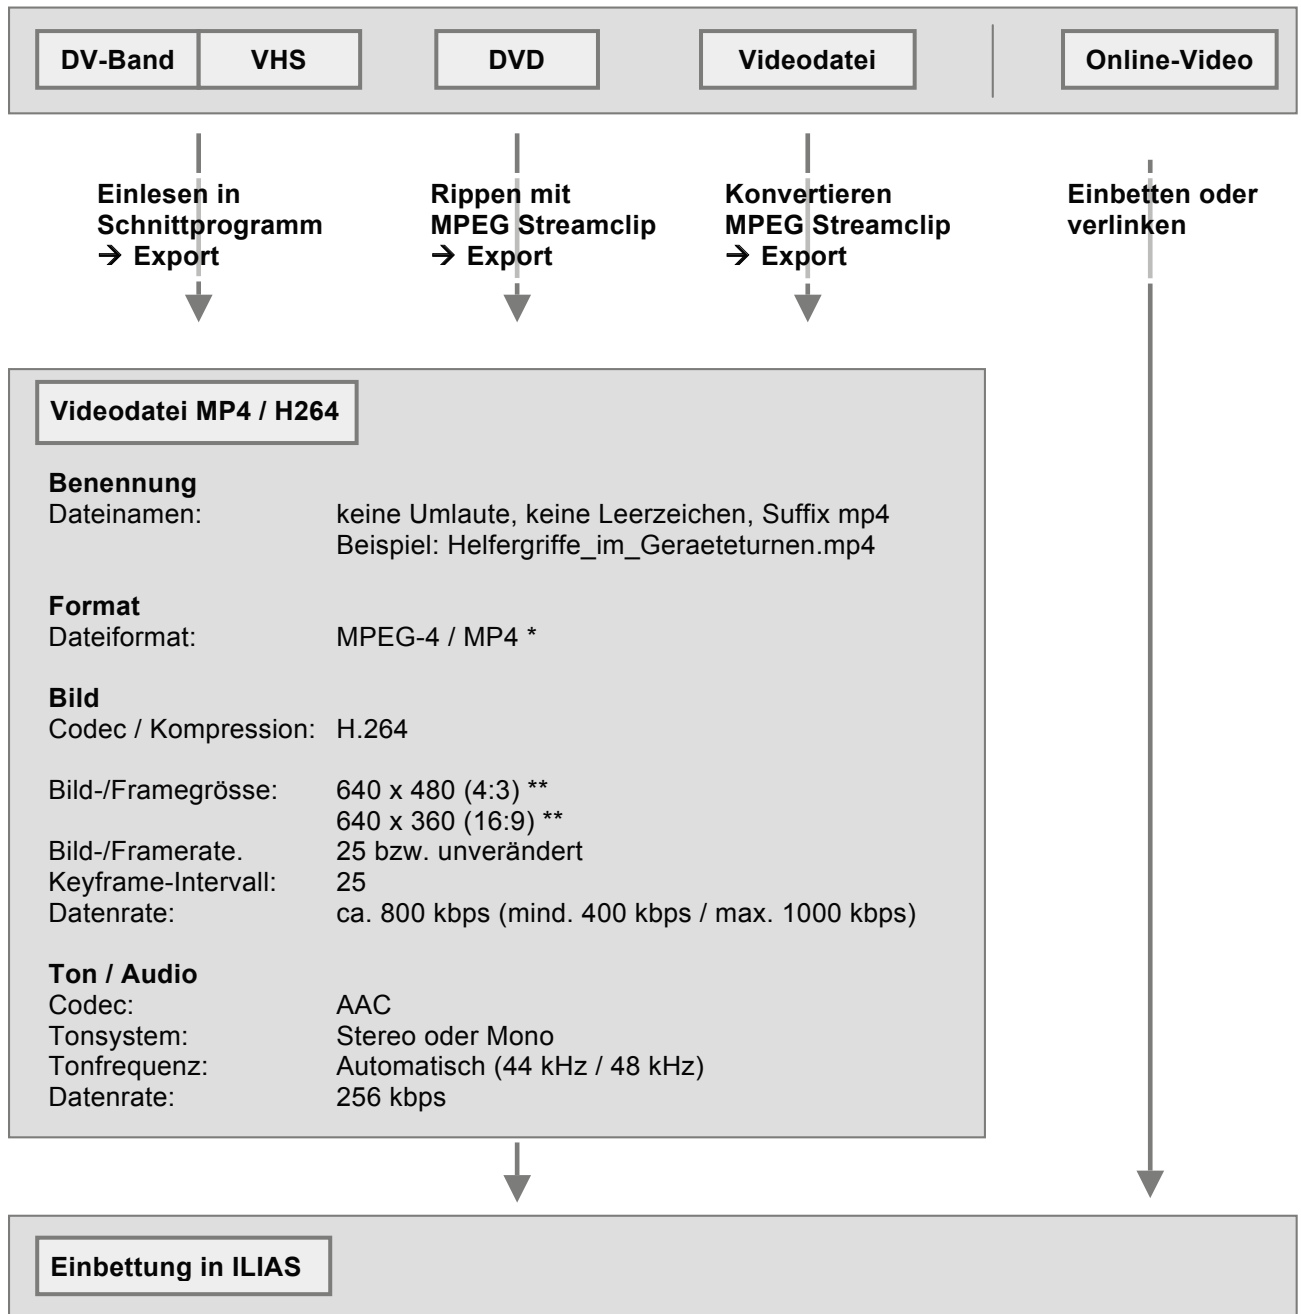 DV-Band VHS DVD Videodatei Online-Video
Einlesen in
Schnittprogramm
→ Export
Rippen mit
MPEG Streamclip
→ Export
Konvertieren
MPEG Streamclip
→ Export
Einbetten oder
verlinken
Videodatei MP4 / H264
Benennung
Dateinamen: keine Umlaute, keine Leerzeichen, Suffix mp4
Beispiel: Helfergriffe_im_Geraeteturnen.mp4
Format
Dateiformat: MPEG-4 / MP4 *
Bild
Codec / Kompression: H.264
Bild-/Framegrösse: 640 x 480 (4:3) **
640 x 360 (16:9) **
Bild-/Framerate. 25 bzw. unverändert
Keyframe-Intervall: 25
Datenrate: ca. 800 kbps (mind. 400 kbps / max. 1000 kbps)
Ton / Audio
Codec: AAC
Tonsystem: Stereo oder Mono
Tonfrequenz: Automatisch (44 kHz / 48 kHz)
Datenrate: 256 kbps
Einbettung in ILIAS